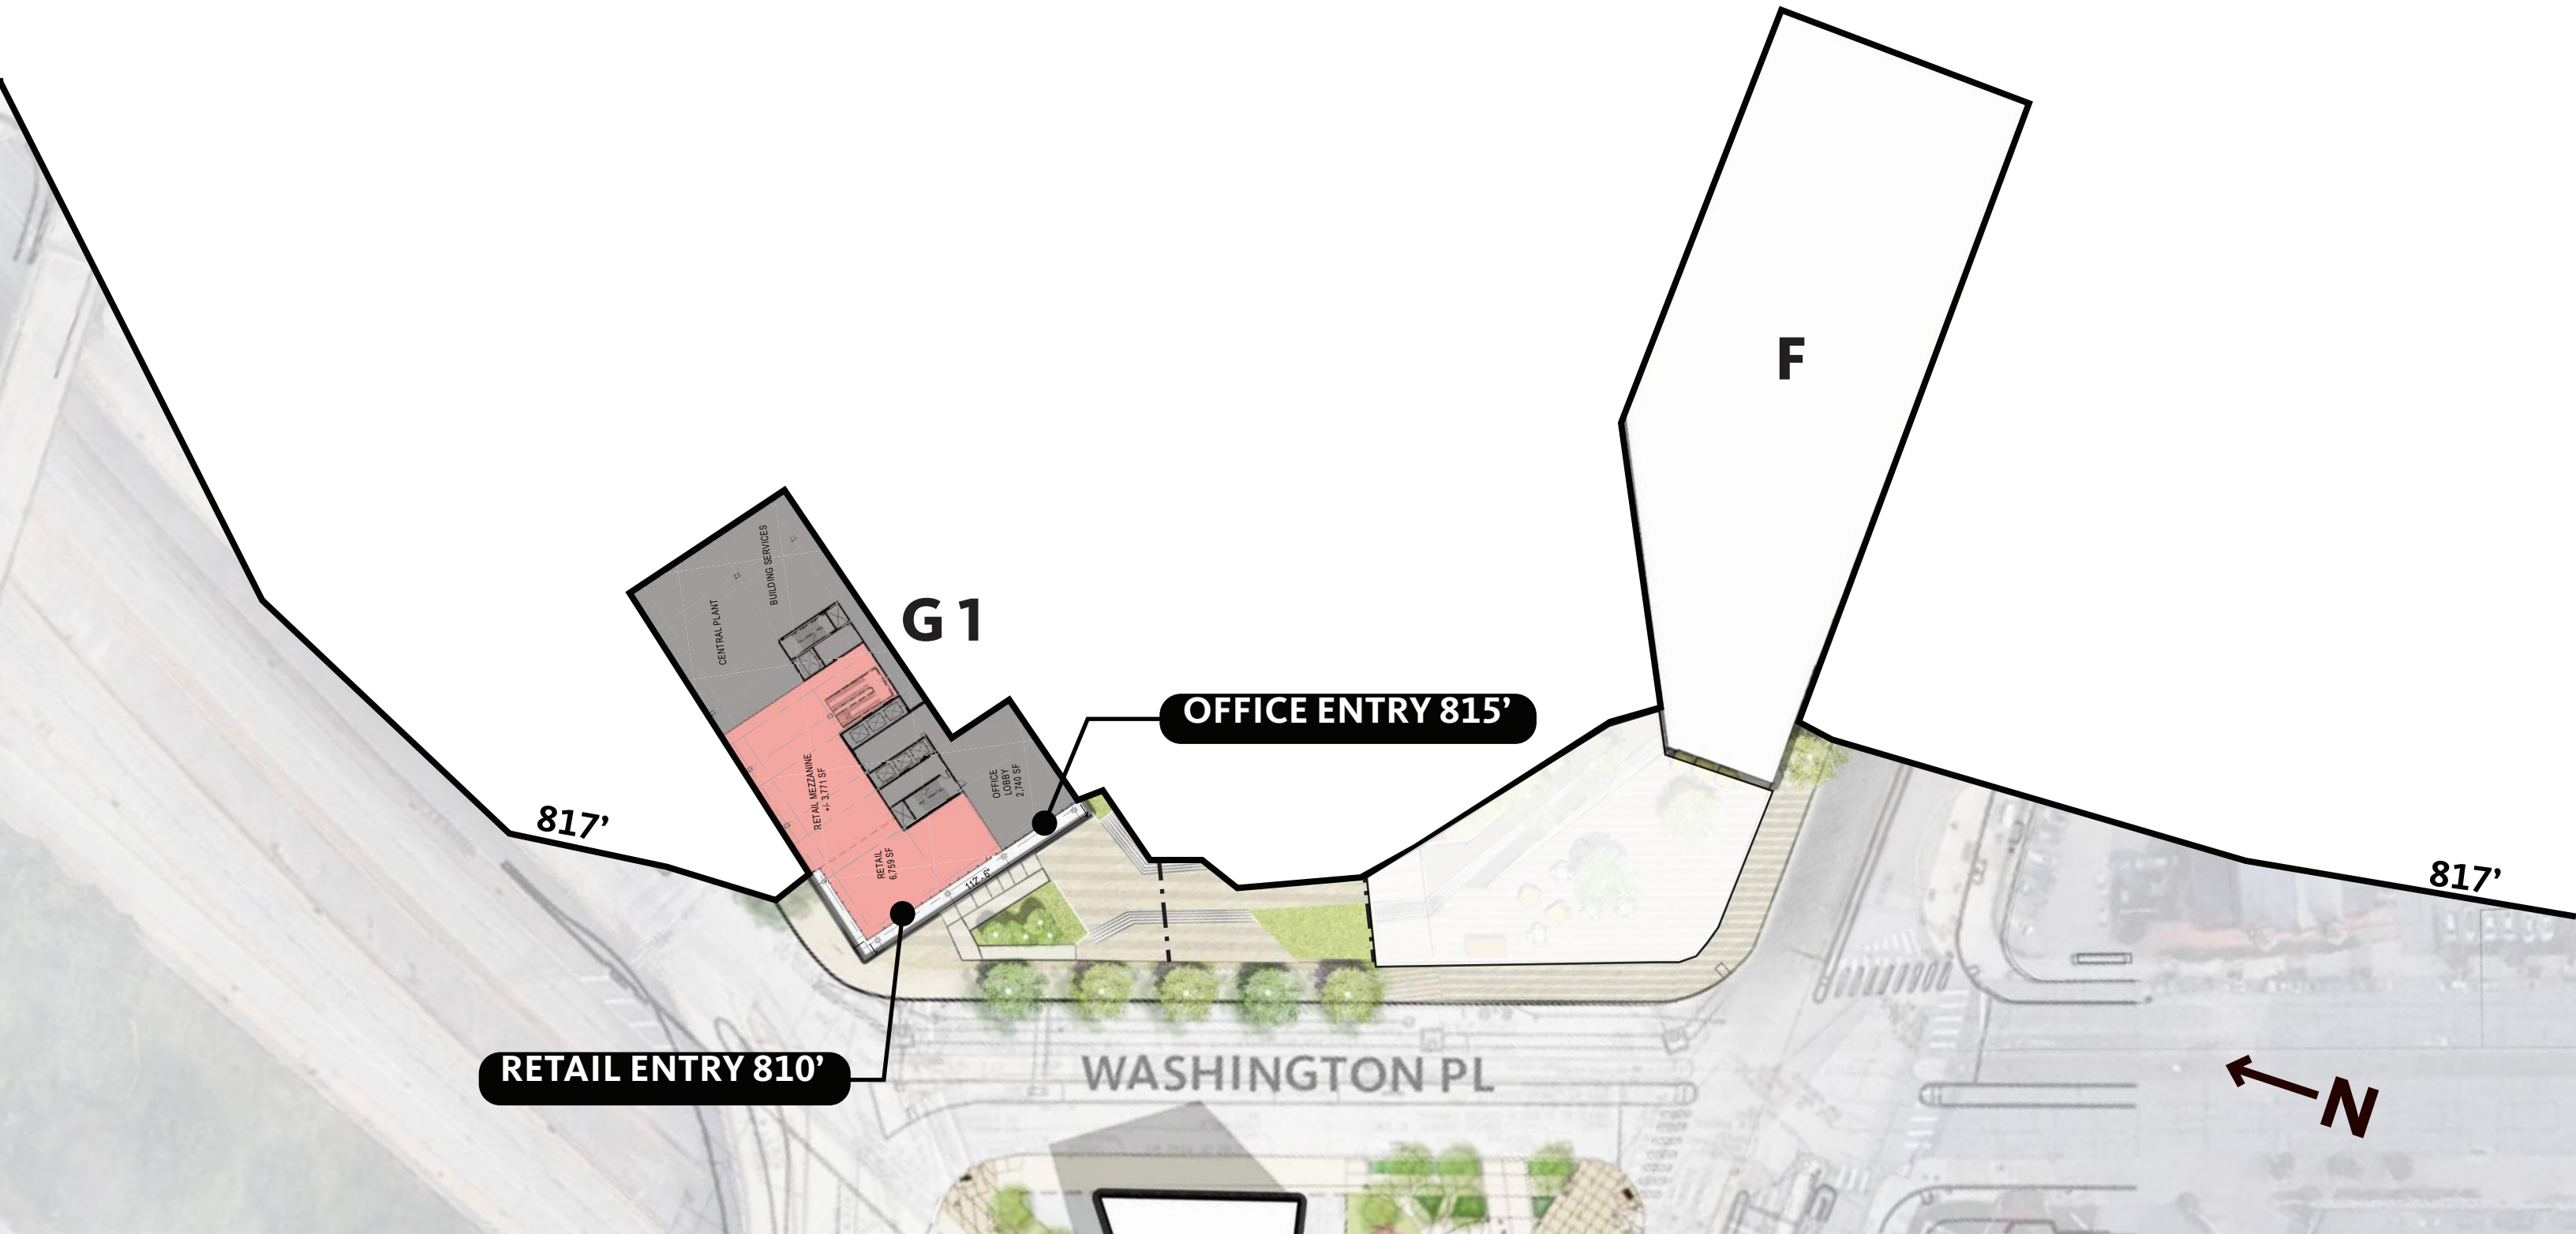 F
BUILDING SERVICES
CENTRAL PLANT
G 1
OFFICE ENTRY 815’
OFFICE
LOBBY
2,740 SF
RETAIL MEZZANINE
+/- 3,771 SF
817’
RETAIL
6,759 SF
112'-6"
817’
RETAIL ENTRY 810’
WASHINGTON PL
N